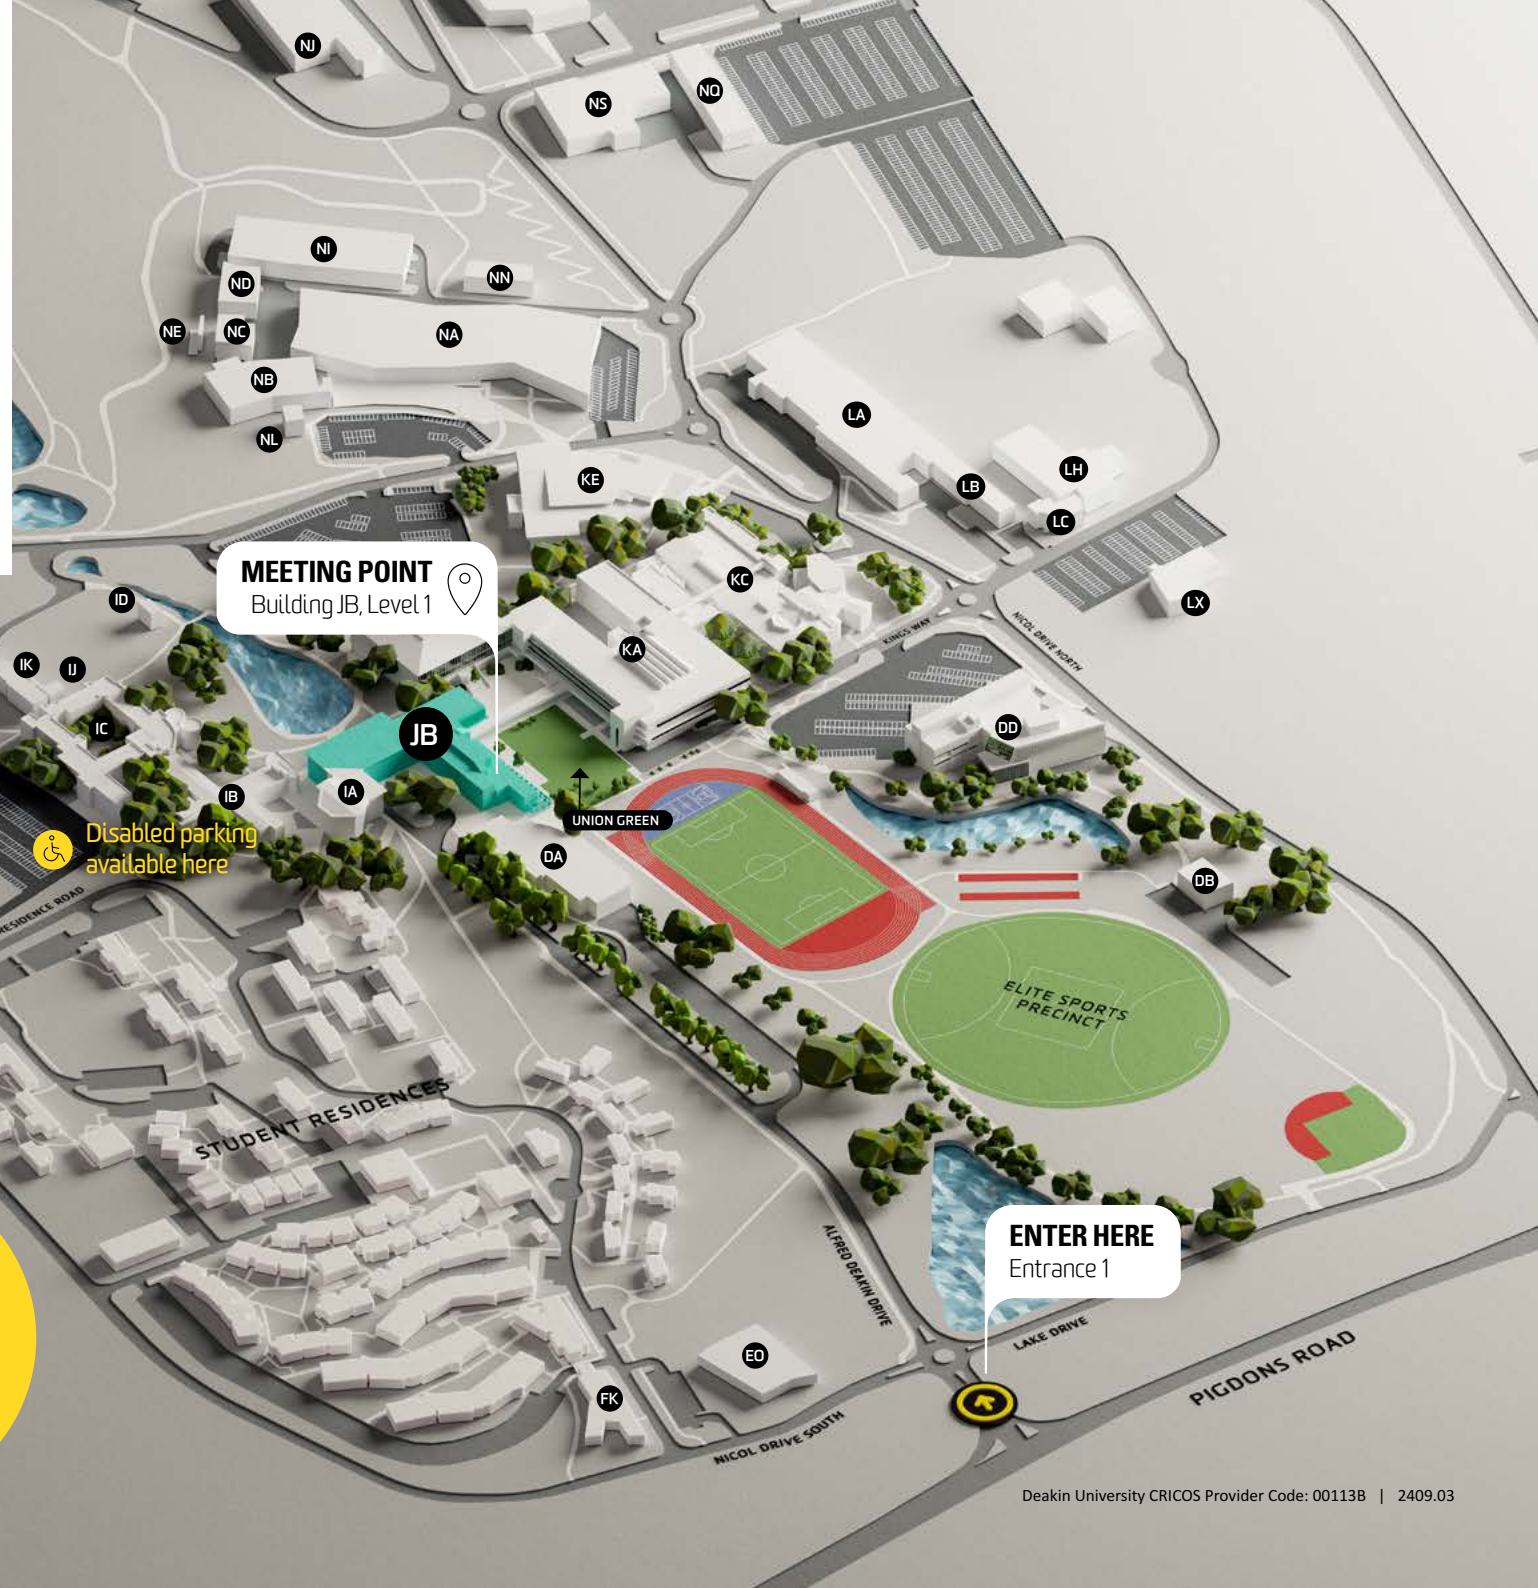 NJ
NS
NQ
NI
NN
ND
NE
NC
NA
NB
NL
LA
KE
LH
LB
LC
MEETING POINT
Building JB, Level 1
KC
ID
LX
NICOL DRIVE NORTH
KINGS WAY
KA
IK
IJ
IC
JB
DD
IB
IA
UNION GREEN
Disabled parking
available here
DA
DB
RESIDENCE ROAD
ELITE SPORTS
PRECINCT
STUDENT RESIDENCES
ALFRED DEAKIN DRIVE
ENTER HERE
Entrance 1
LAKE DRIVE
EO
PIGDONS ROAD
FK
NICOL DRIVE SOUTH
Deakin University CRICOS Provider Code: 00113B | 2409.03